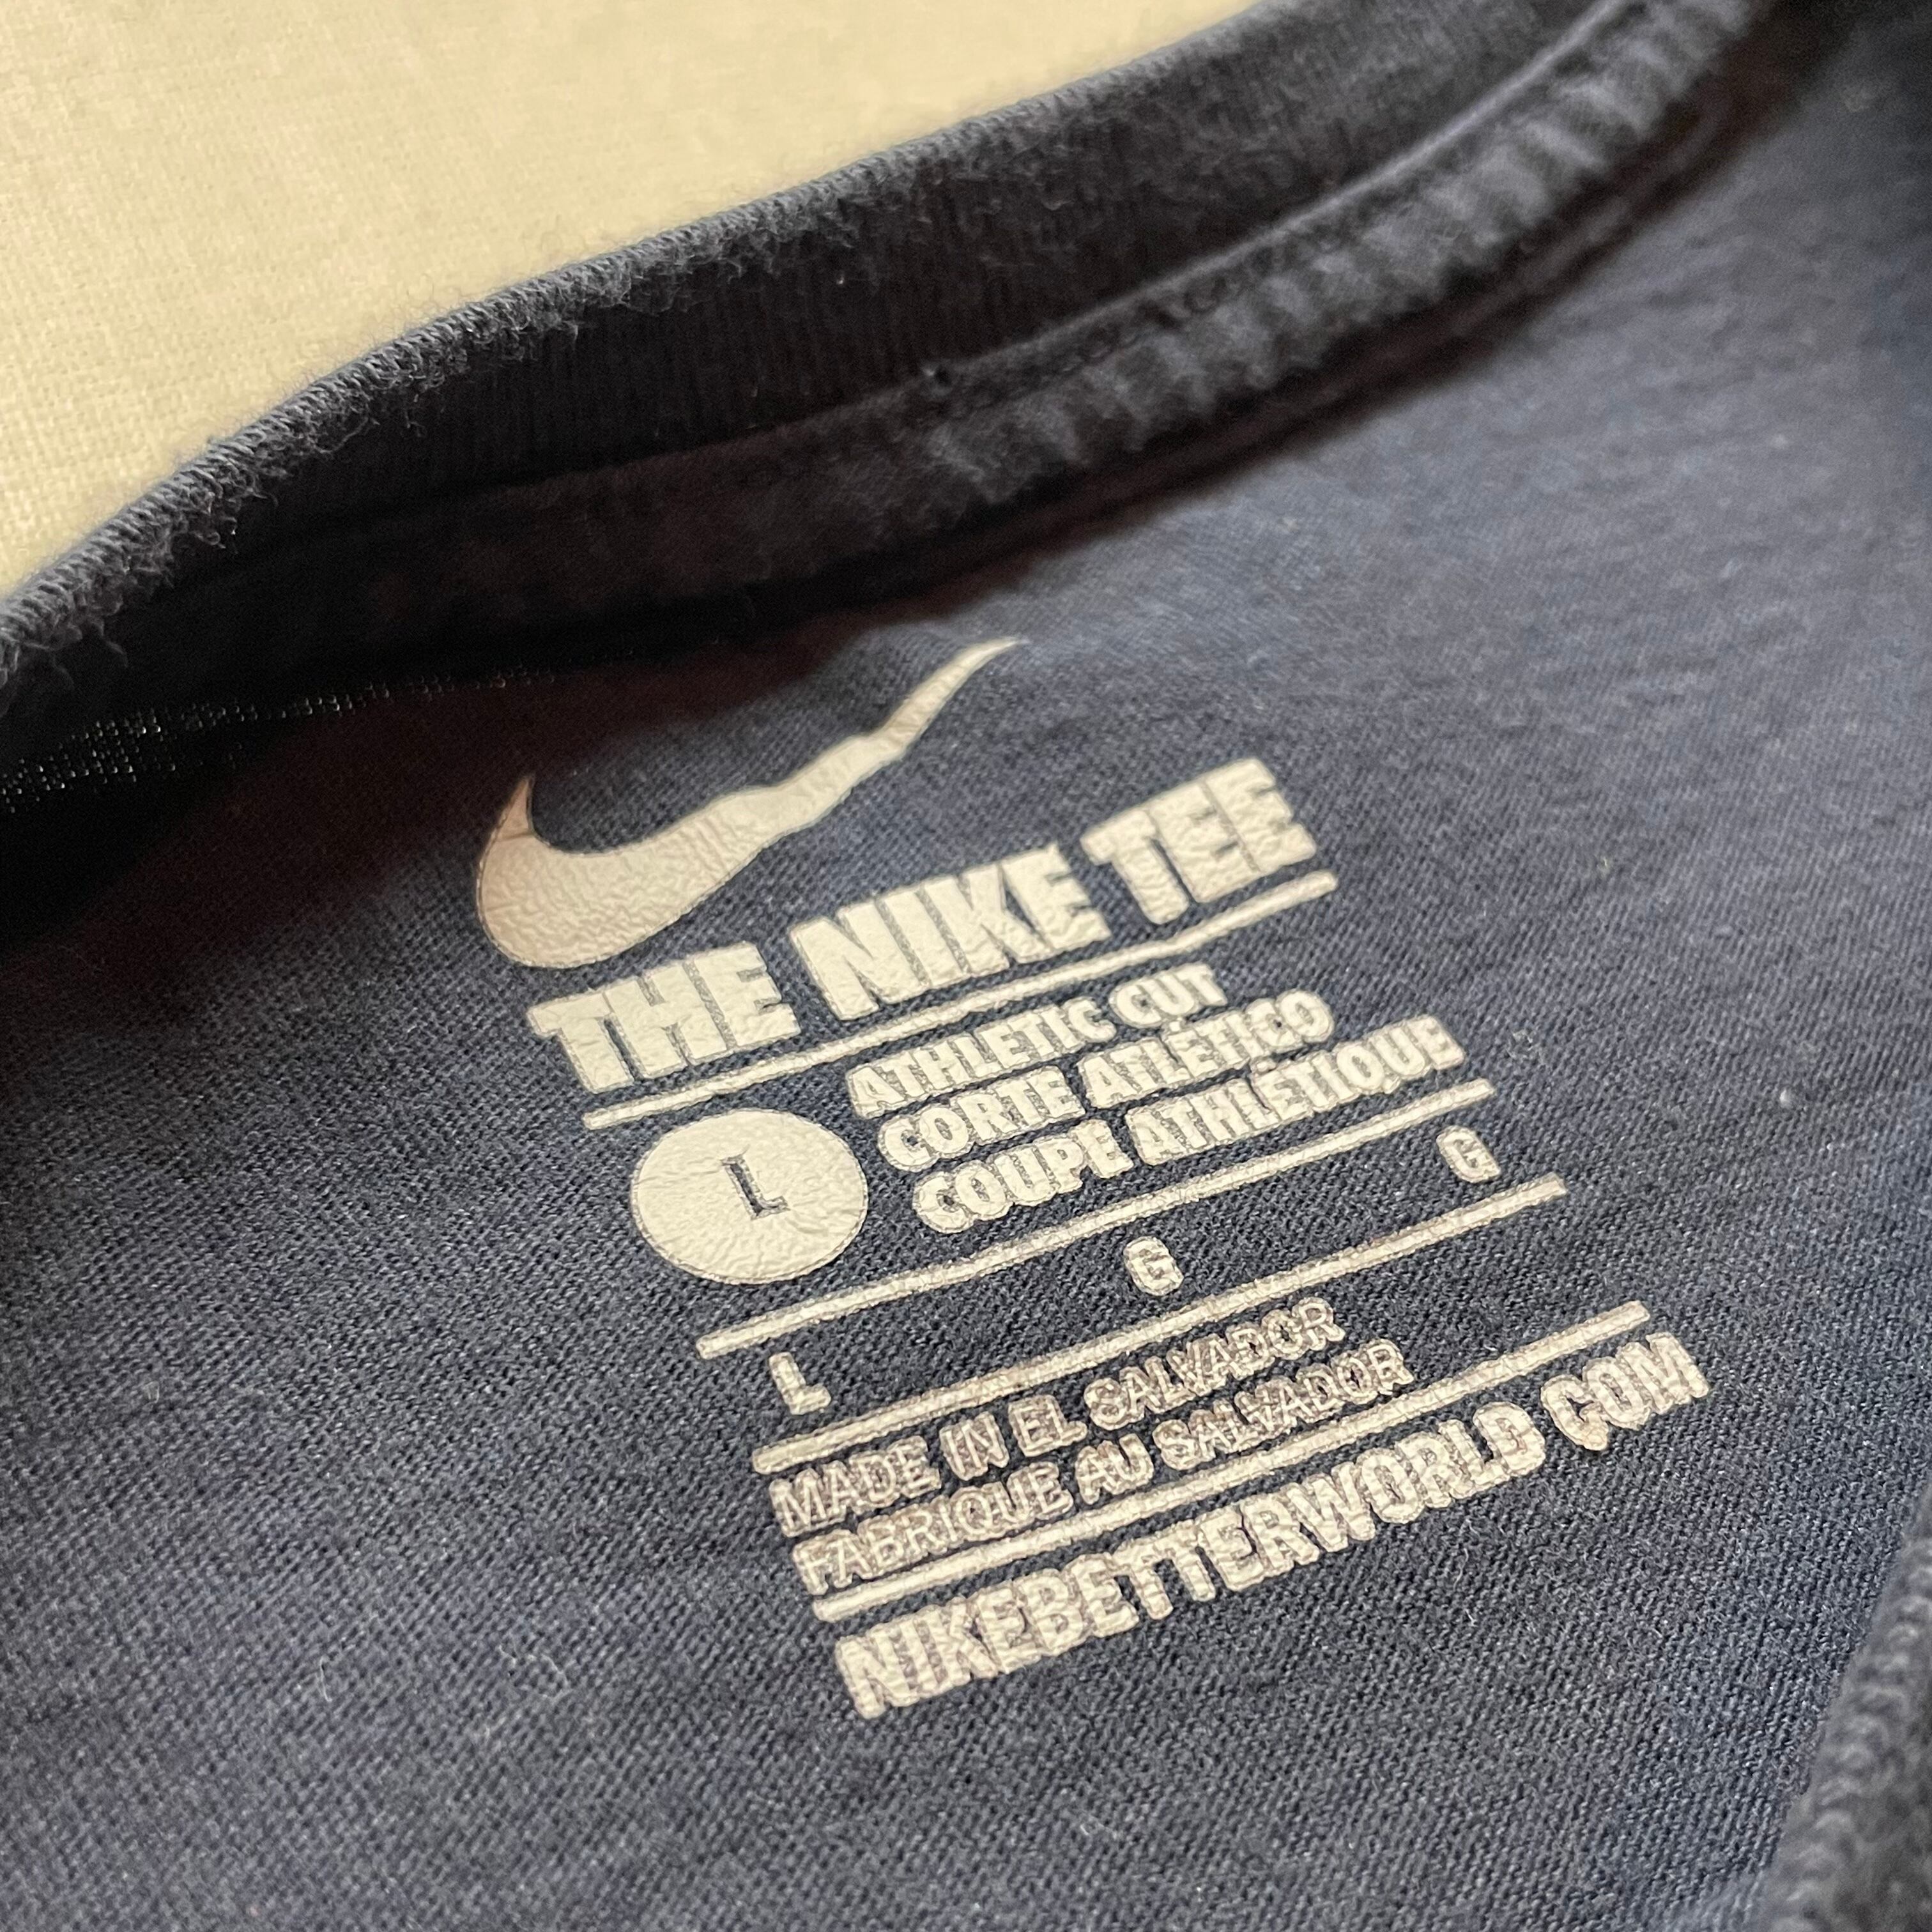 THE NIKE TEE
L
ATHLETIC CUT
CORTE ATLÉTICO
COUPE ATHLÉTIQUE
L G G
MADE IN EL SALVADOR
FABRIQUE AU SALVADOR
NIKEBETTERWORLD COM